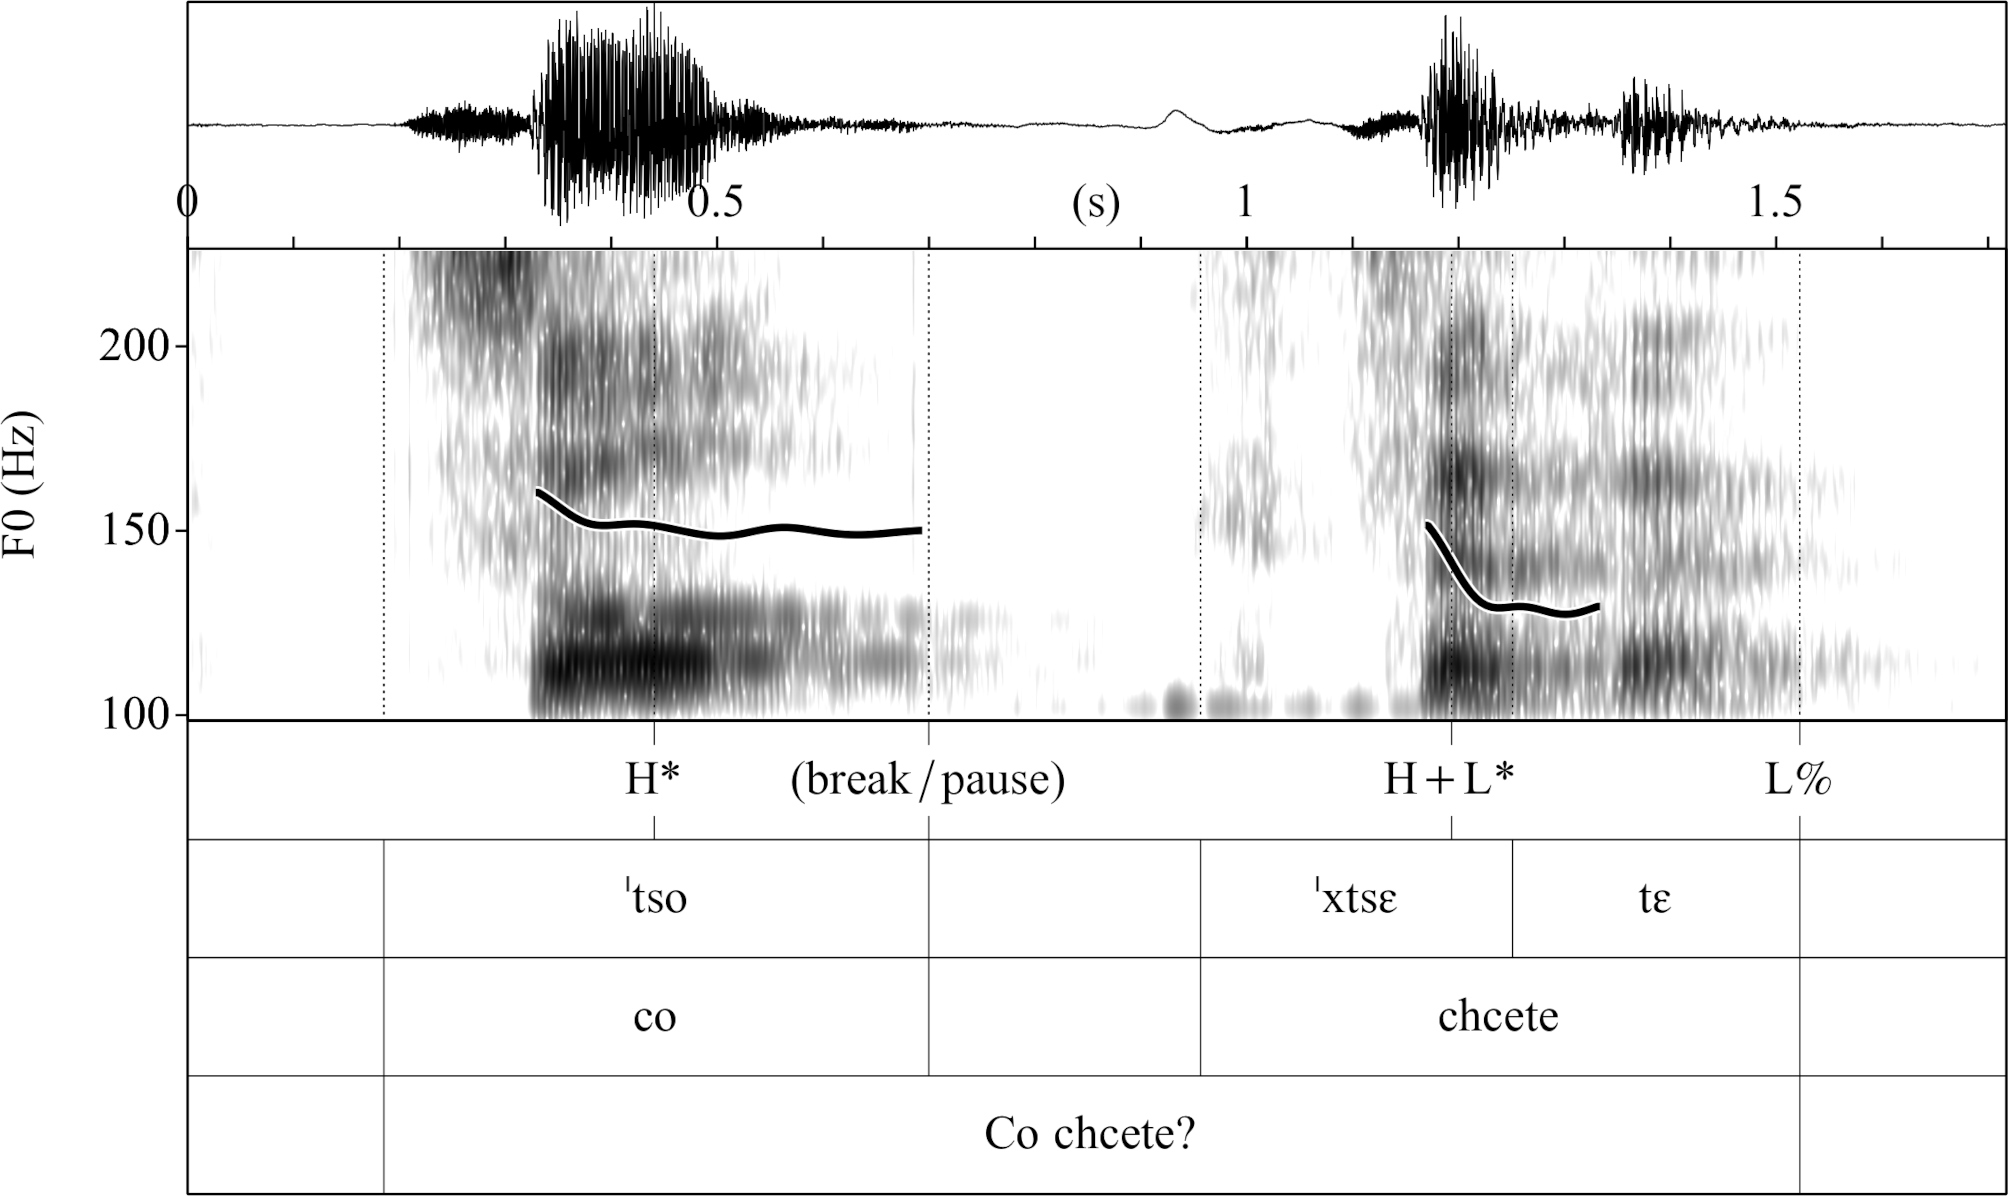 0 0.5 (s) 1 1.5
F0 (Hz)
200
150
100
H* (break/pause) H+L* L%
ˈtso ˈxtsɛ tɛ
co chcete
Co chcete?